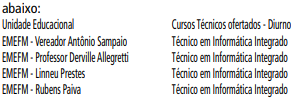 abaixo:
Unidade Educacional Cursos Técnicos ofertados - Diurno
EMEFM - Vereador Antônio Sampaio Técnico em Informática Integrado
EMEFM - Professor Derville Allegretti Técnico em Informática Integrado
EMEFM - Linneu Prestes Técnico em Informática Integrado
EMEFM - Rubens Paiva Técnico em Informática Integrado